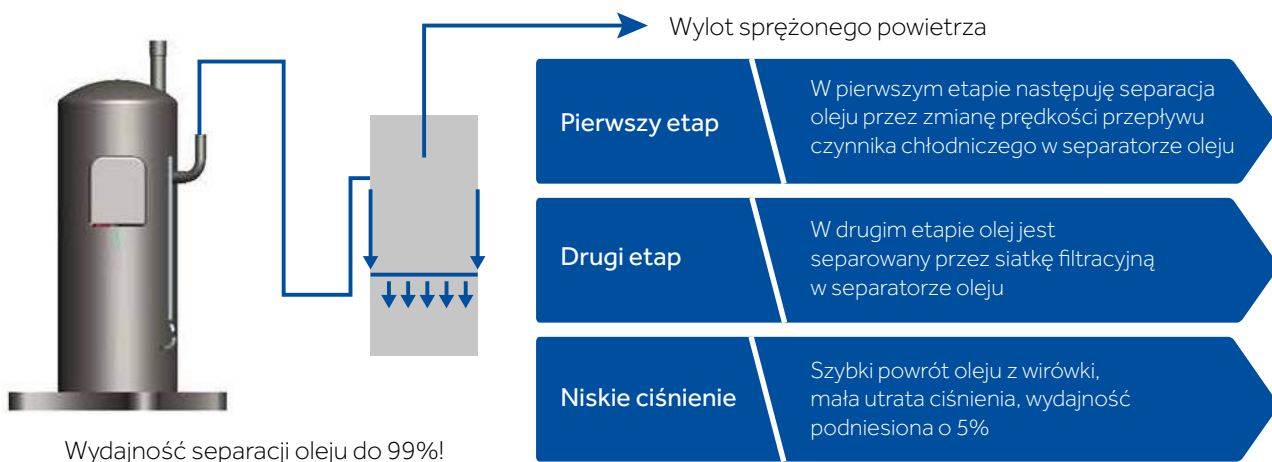 Wylot sprężonego powietrza
Pierwszy etap
W pierwszym etapie następuję separacja
oleju przez zmianę prędkości przepływu
czynnika chłodniczego w separatorze oleju
Drugi etap
W drugim etapie olej jest
separowany przez siatkę filtracyjną
w separatorze oleju
Niskie ciśnienie
Szybki powrót oleju z wirówki,
mała utrata ciśnienia, wydajność
podniesiona o 5%
Wydajność separacji oleju do 99%!